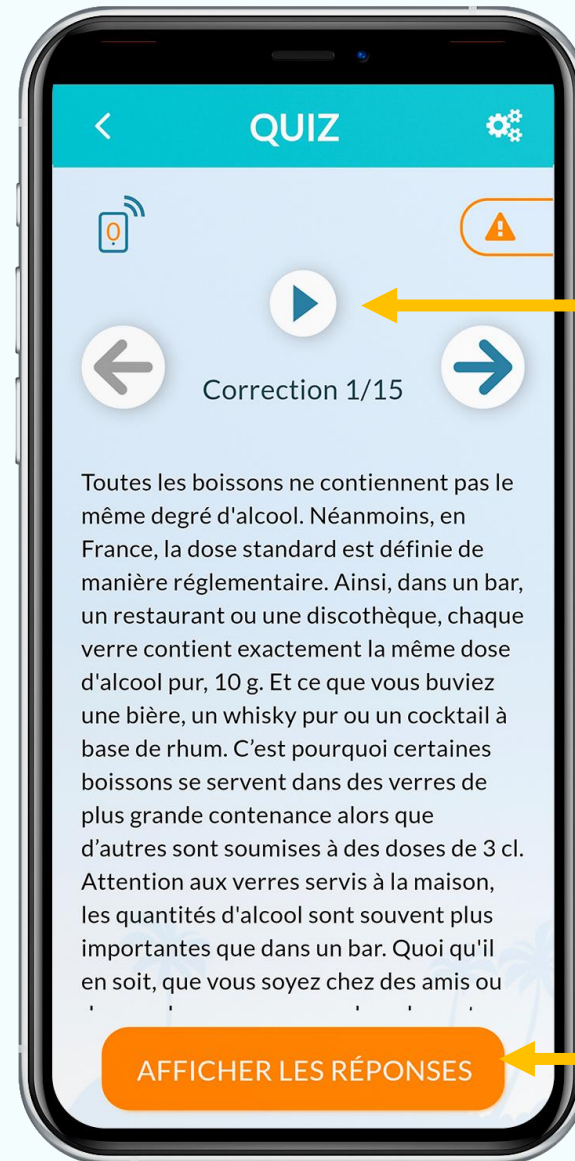 QUIZ
0
Correction 1/15
Toutes les boissons ne contiennent pas le
même degré d'alcool. Néanmoins, en
France, la dose standard est définie de
manière réglementaire. Ainsi, dans un bar,
un restaurant ou une discothèque, chaque
verre contient exactement la même dose
d'alcool pur, 10 g. Et ce que vous buviez
une bière, un whisky pur ou un cocktail à
base de rhum. C’est pourquoi certaines
boissons se servent dans des verres de
plus grande contenance alors que
d’autres sont soumises à des doses de 3 cl.
Attention aux verres servis à la maison,
les quantités d'alcool sont souvent plus
importantes que dans un bar. Quoi qu'il
en soit, que vous soyez chez des amis ou
AFFICHER LES RÉPONSES